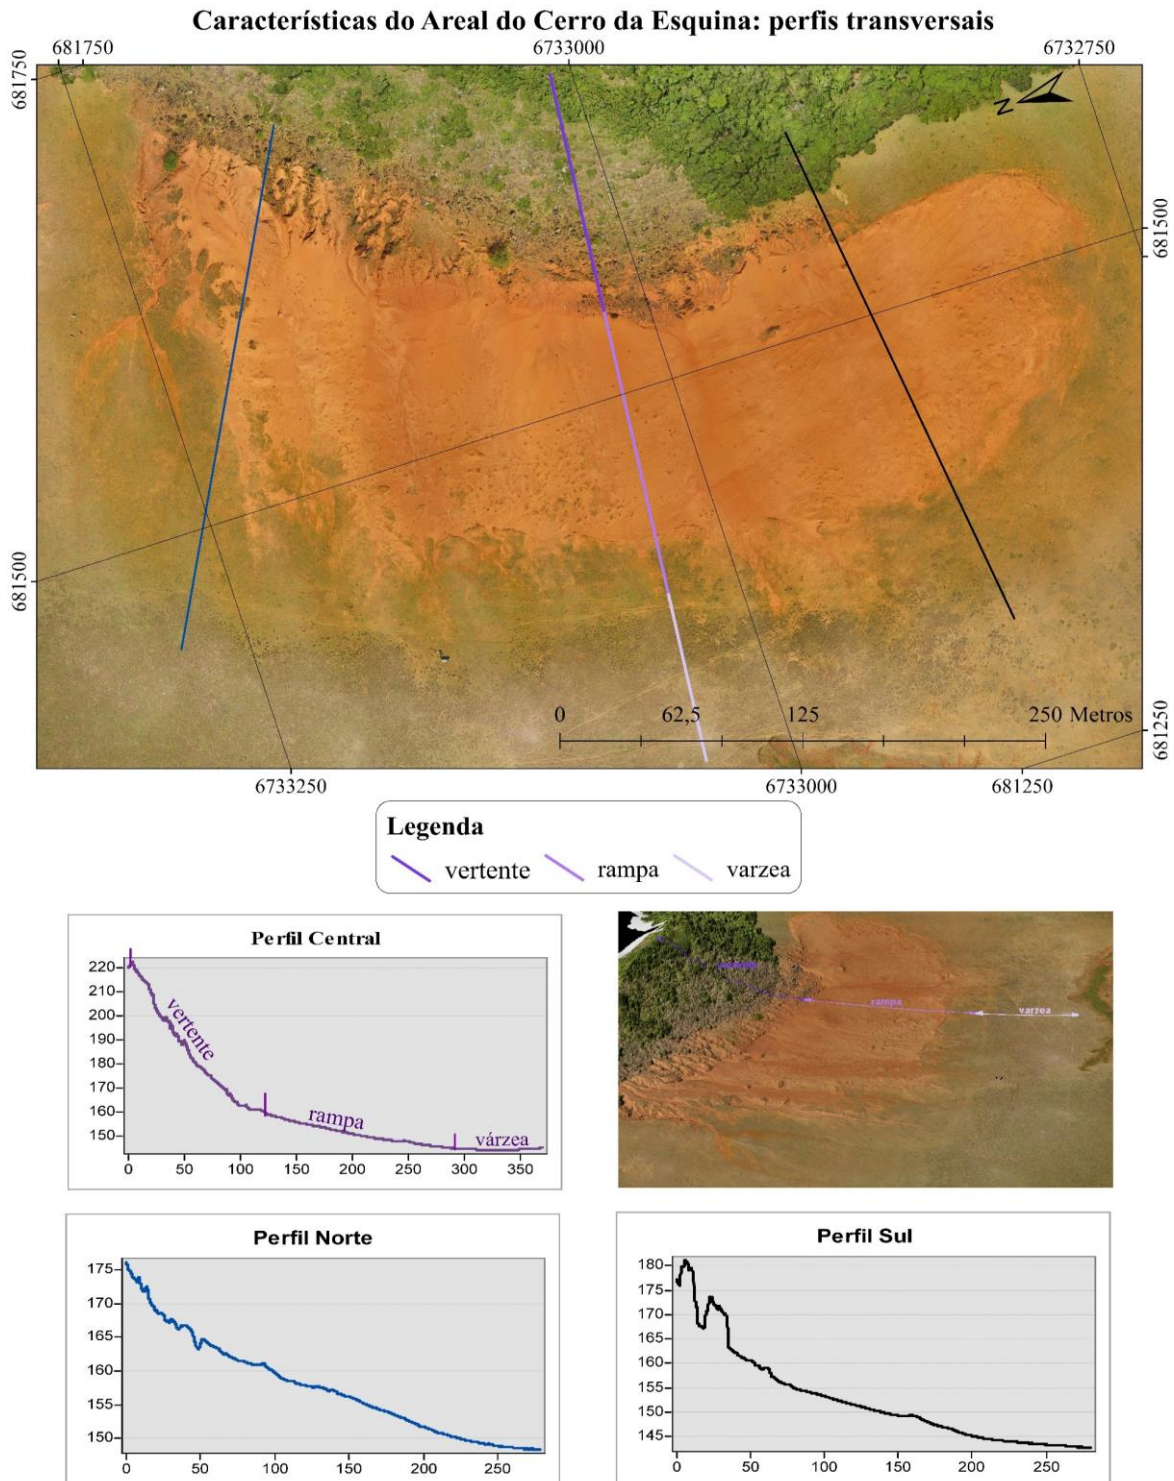 Características do Areal do Cerro da Esquina: perfis transversais
681750 6733000 6732750
681750
N
681500
681500
681250
0 62,5 125 250 Metros
6733250 6733000 681250
Legenda
vertente rampa varzea
Perfil Central
220
210
200
190
180
170
160
150
vertente
rampa
várzea
0 50 100 150 200 250 300 350
rampa
varzea
Perfil Norte
175
170
165
160
155
150
0 50 100 150 200 250
Perfil Sul
180
175
170
165
160
155
150
145
0 50 100 150 200 250